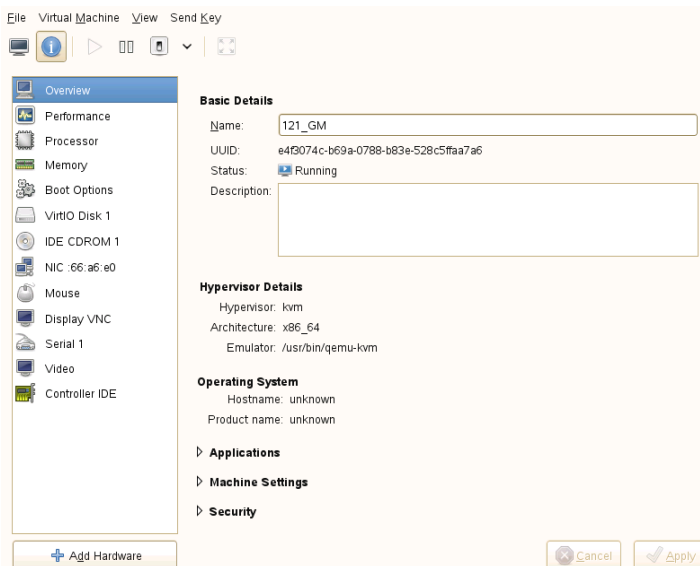 File Virtual Machine View Send Key
Overview
Performance
Processor
Memory
Boot Options
VirtIO Disk 1
IDE CDROM 1
NIC :66:a6:e0
Mouse
Display VNC
Serial 1
Video
Controller IDE
Add Hardware
Basic Details
Name: 121_GM
UUID: e4f3074c-b69a-0788-b83e-528c5ffaa7a6
Status: Running
Description:
Hypervisor Details
Hypervisor: kvm
Architecture: x86_64
Emulator: /usr/bin/qemu-kvm
Operating System
Hostname: unknown
Product name: unknown
Applications
Machine Settings
Security
Cancel Apply